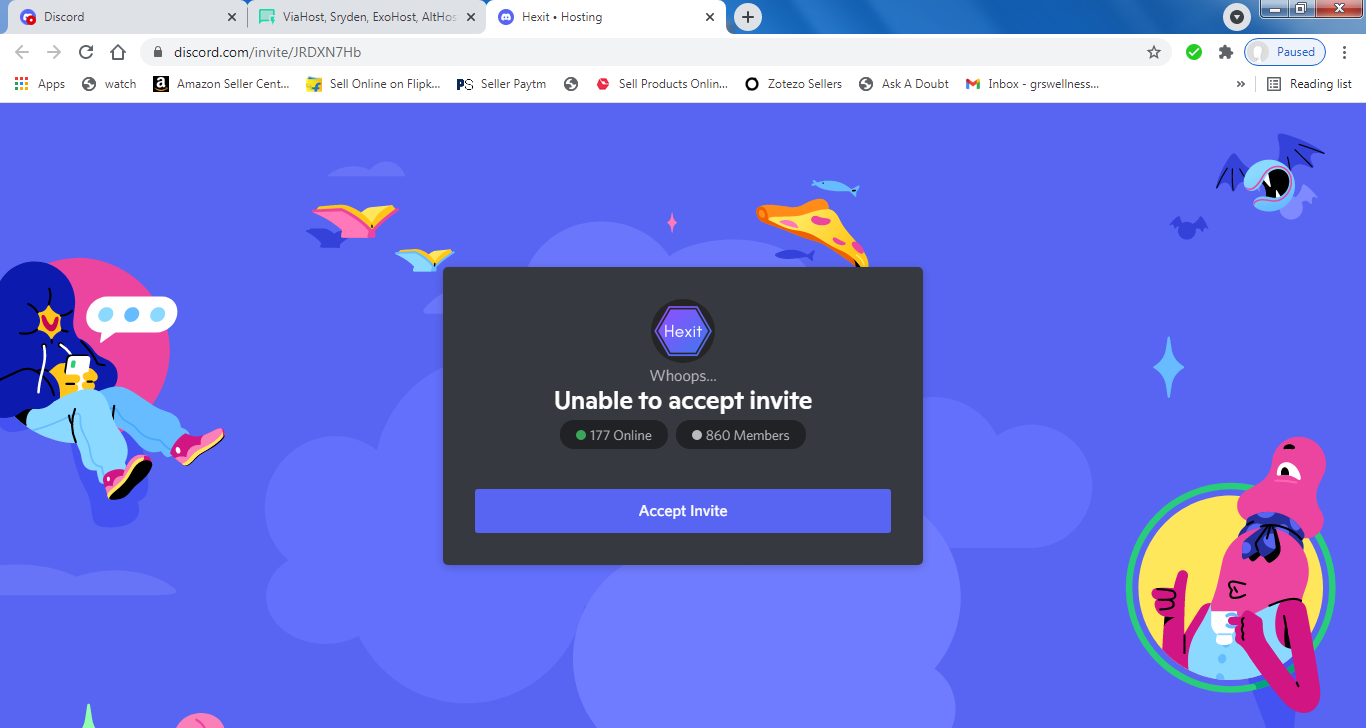 Discord
ViaHost, Sryden, ExoHost, AltHos
Hexit • Hosting
discord.com/invite/JRDXN7Hb
Paused
Apps
watch
Amazon Seller Cent...
Sell Online on Flipk...
PS
Seller Paytm
Sell Products Onlin...
Zotezo Sellers
Ask A Doubt
Inbox - grswellness...
»
Reading list
Hexit
Whoops...
Unable to accept invite
177 Online 860 Members
Accept Invite